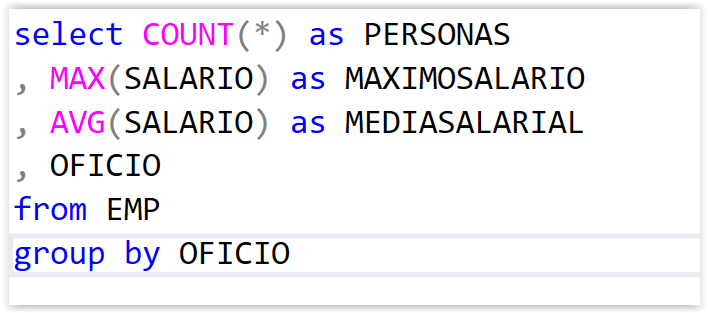 select COUNT(*) as PERSONAS
, MAX(SALARIO) as MAXIMOSALARIO
, AVG(SALARIO) as MEDIASALARIAL
, OFICIO
from EMP
group by OFICIO